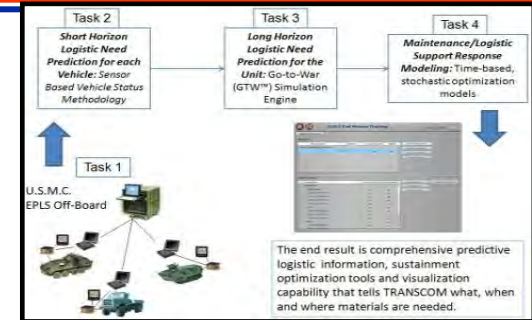 Task 2
Short Horizon
Logistic Need
Prediction for each
Vehicle: Sensor
Based Vehicle Status
Methodology
Task 3
Long Horizon
Logistic Need
Prediction for the
Unit: Go-to-War
(GTW™) Simulation
Engine
Task 4
Maintenance/Logistic
Support Response
Modeling: Time-based,
stochastic optimization
models
Task 1
U.S.M.C.
EPLS Off-Board
The end result is comprehensive predictive
logistic information, sustainment
optimization tools and visualization
capability that tells TRANSCOM what, when
and where materials are needed.